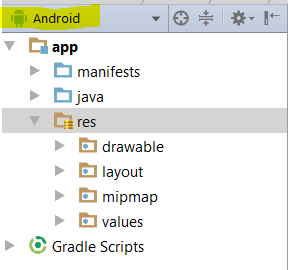 Android
app
manifests
java
res
drawable
layout
mipmap
values
Gradle Scripts